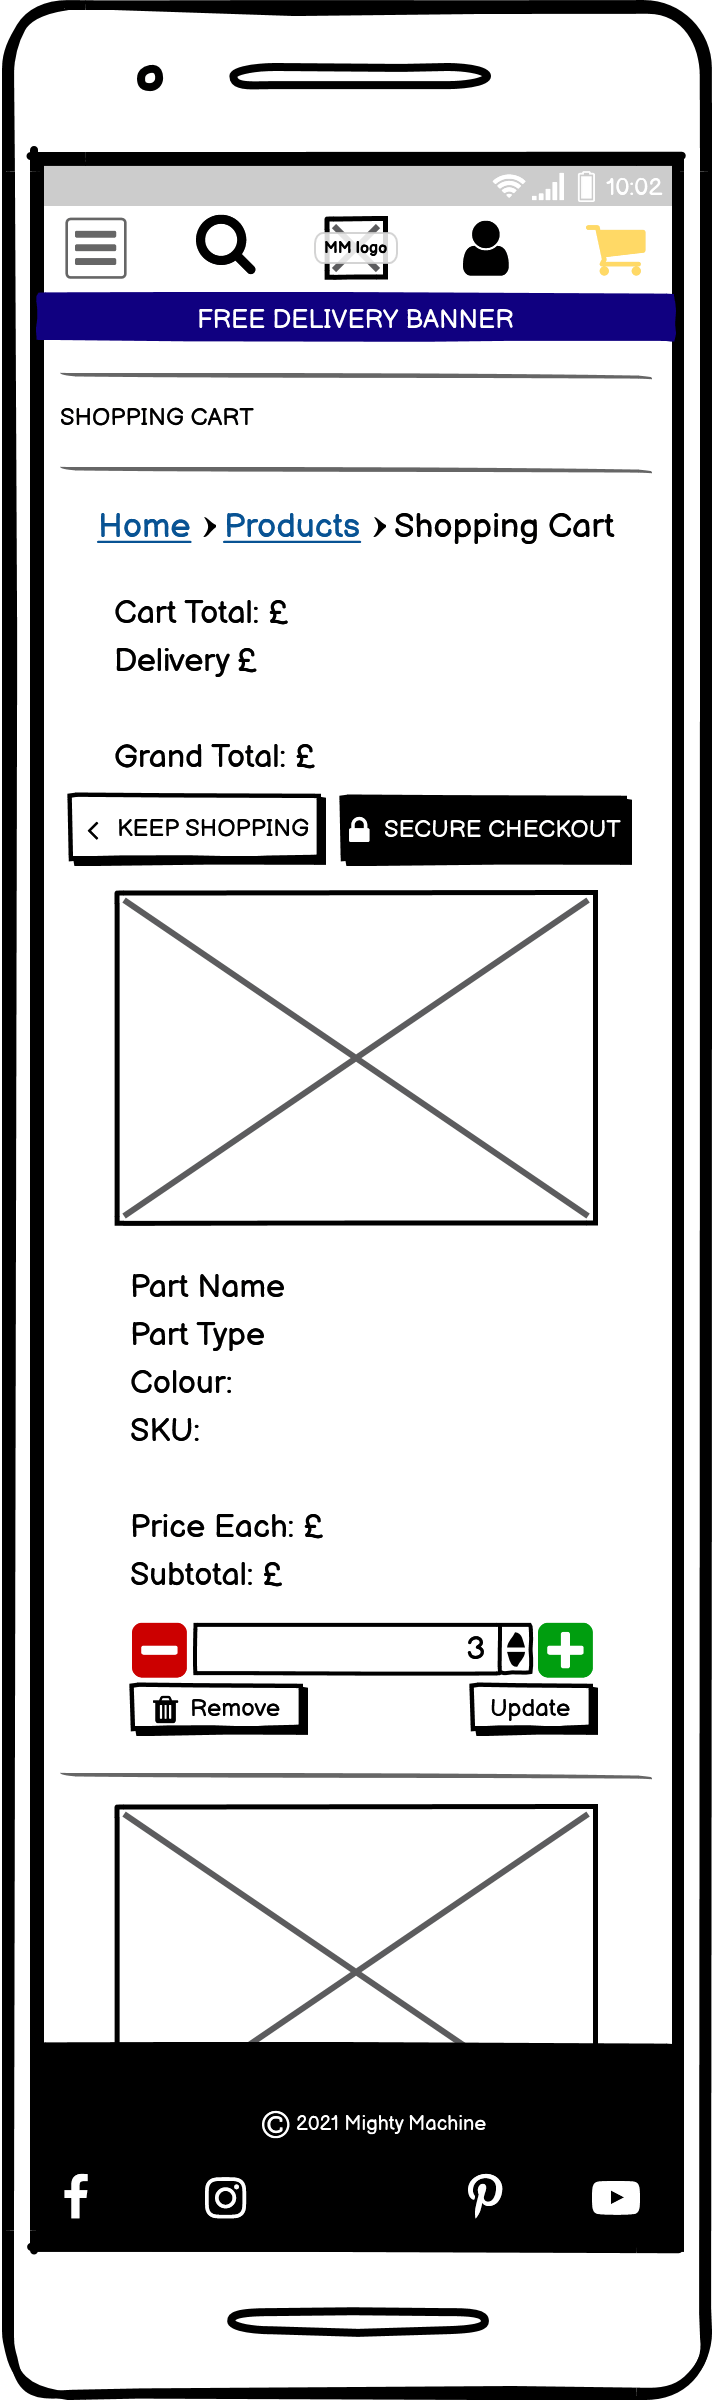 10:02
MM logo
FREE DELIVERY BANNER
SHOPPING CART
Home › Products › Shopping Cart
Cart Total: £
Delivery £
Grand Total: £
KEEP SHOPPING
SECURE CHECKOUT
Part Name
Part Type
Colour:
SKU:
Price Each: £
Subtotal: £
3
Remove
Update
© 2021 Mighty Machine